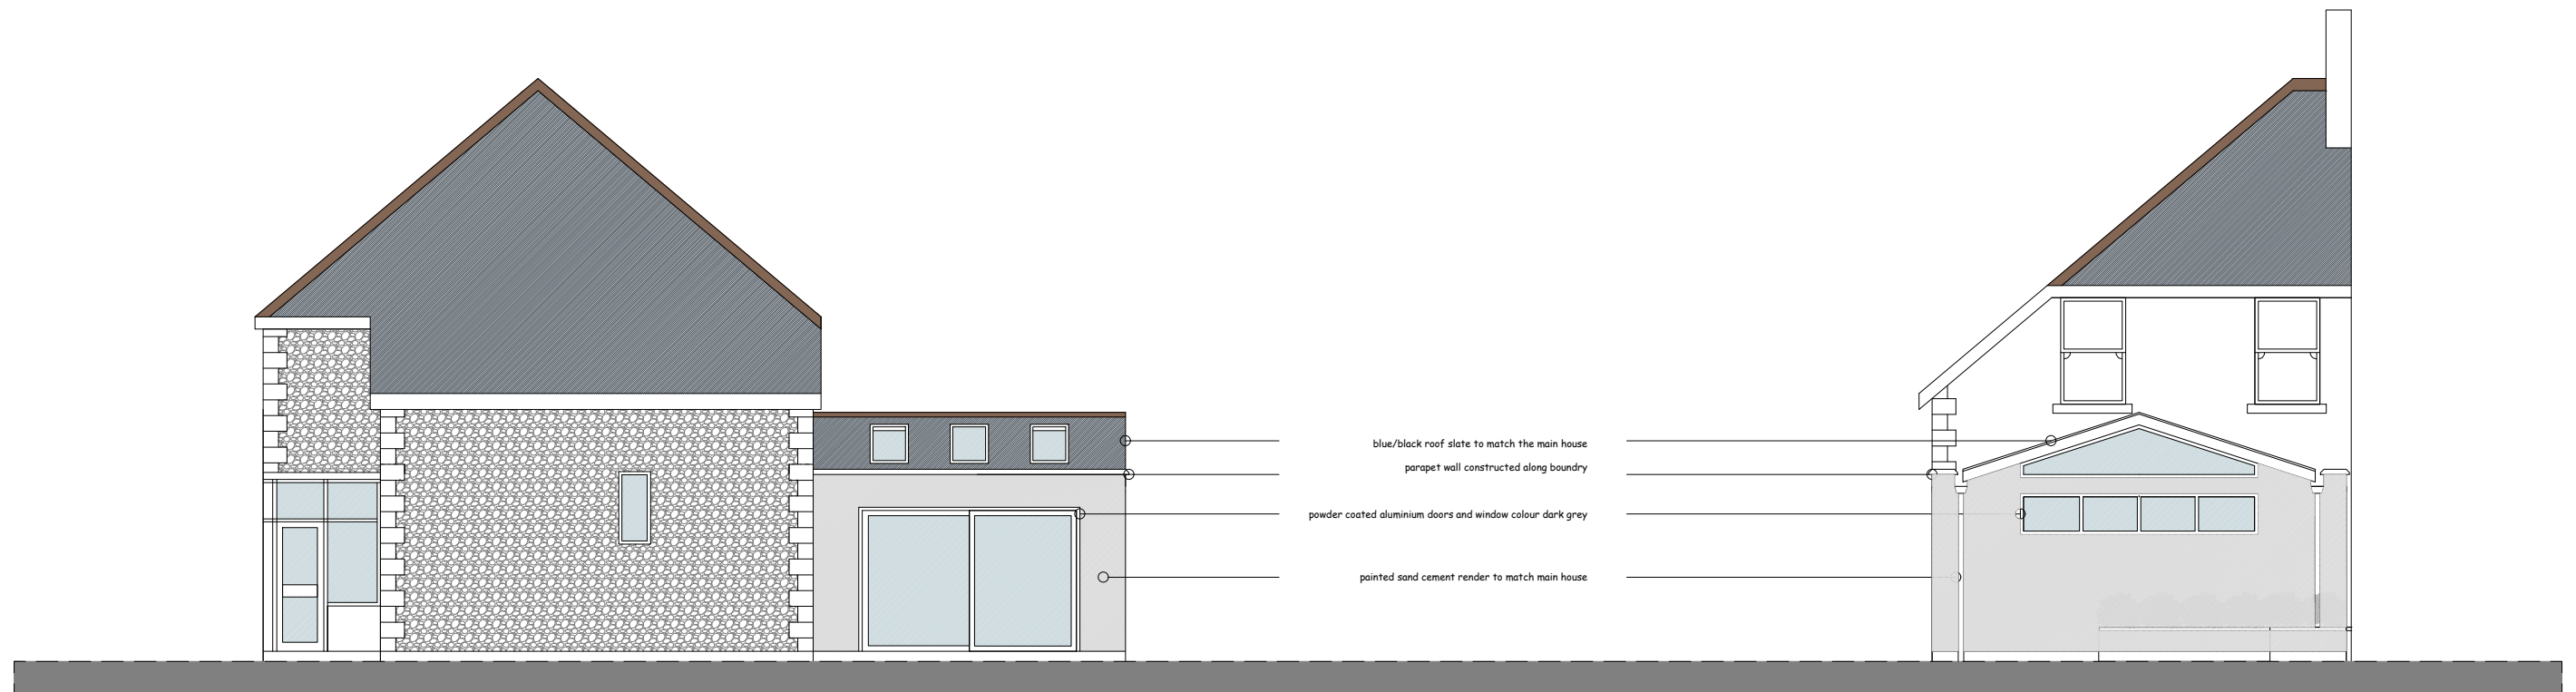 blue/black roof slate to match the main house
parapet wall constructed along boundry
powder coated aluminium doors and window colour dark grey
painted sand cement render to match main house